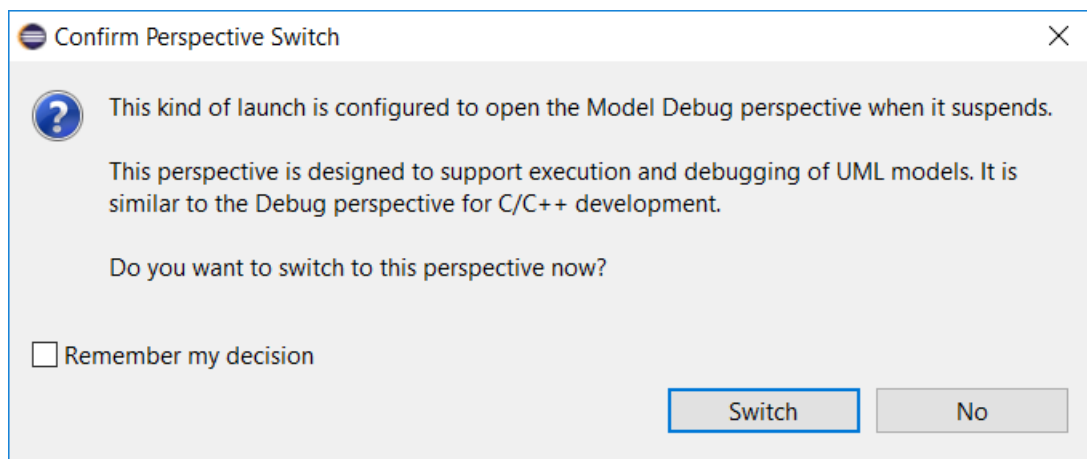 Confirm Perspective Switch
This kind of launch is configured to open the Model Debug perspective when it suspends.
This perspective is designed to support execution and debugging of UML models. It is
similar to the Debug perspective for C/C++ development.
Do you want to switch to this perspective now?
Remember my decision
Switch
No